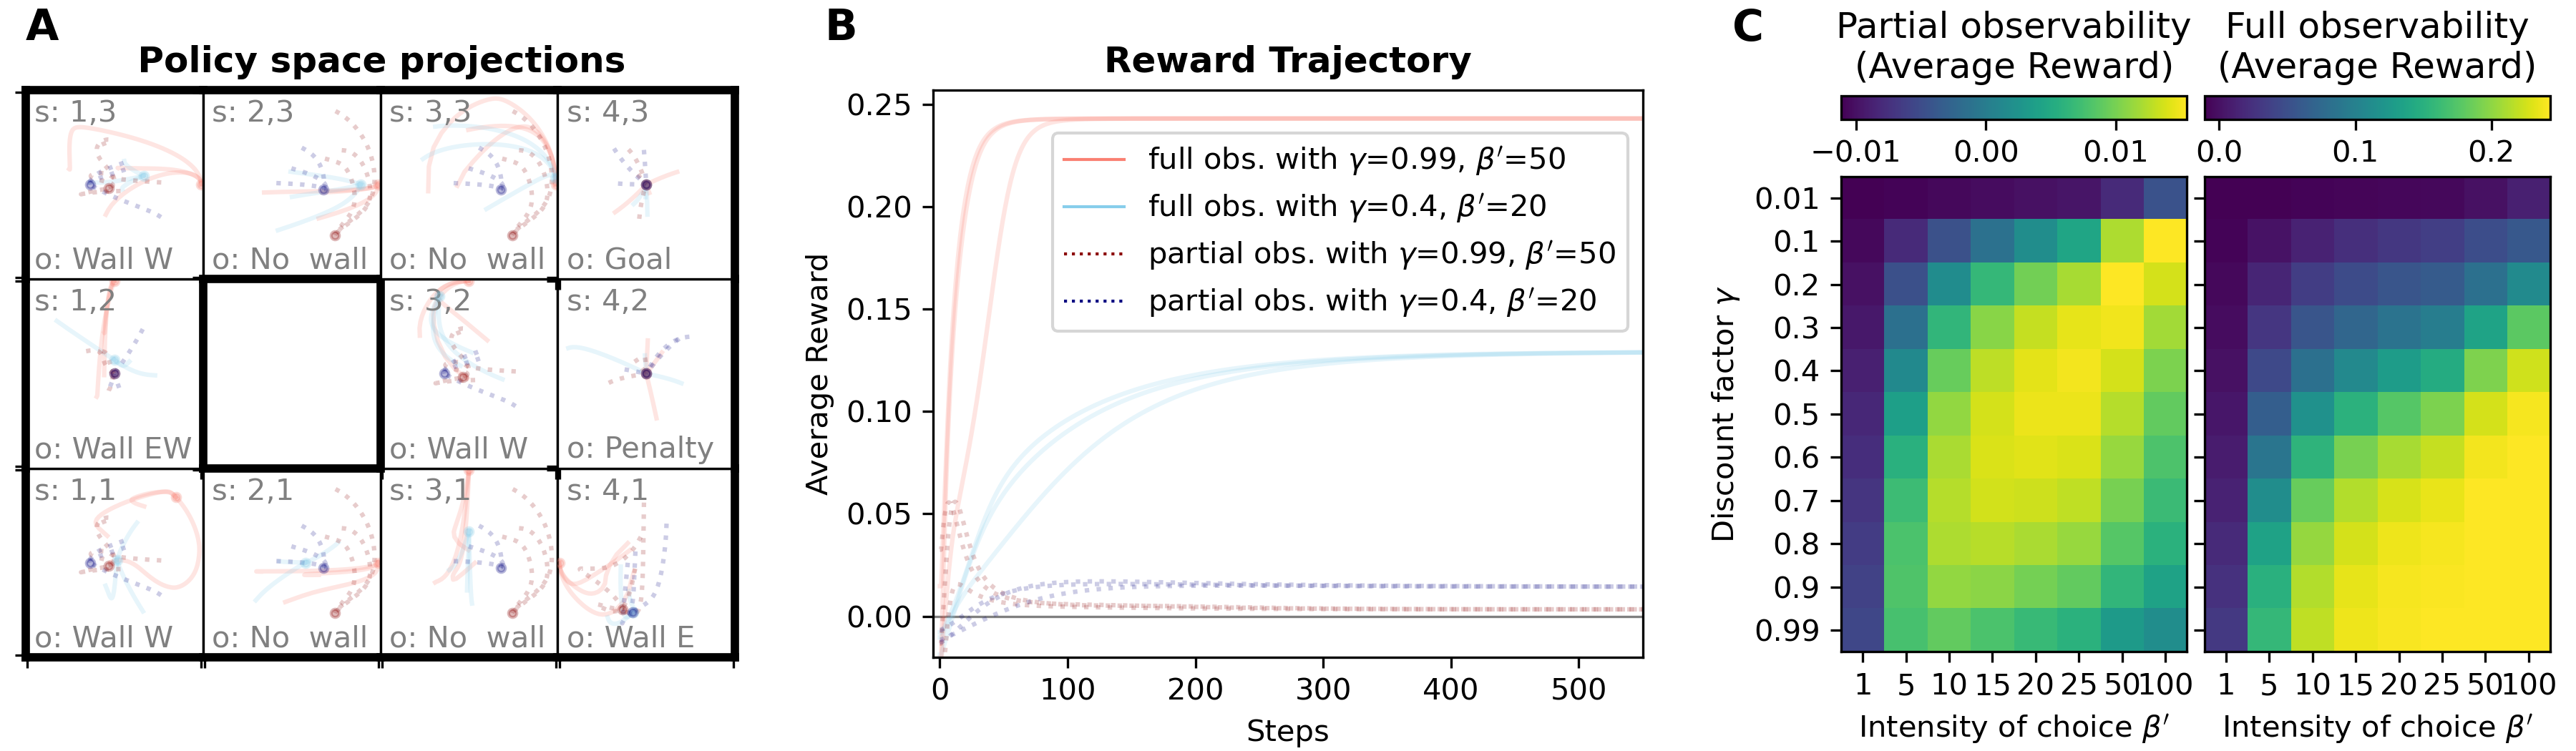 A
Policy space projections
s: 1,3
s: 2,3
s: 3,3
s: 4,3
o: Wall W
o: No wall
o: No wall
o: Goal
s: 1,2
s: 3,2
s: 4,2
o: Wall EW
o: Wall W
o: Penalty
s: 1,1
s: 2,1
s: 3,1
s: 4,1
o: Wall W
o: No wall
o: No wall
o: Wall E
B
Reward Trajectory
Average Reward
0.25
0.20
0.15
0.10
0.05
0.00
full obs. with γ=0.99, β′=50
full obs. with γ=0.4, β′=20
partial obs. with γ=0.99, β′=50
partial obs. with γ=0.4, β′=20
0 100 200 300 400 500
Steps
C
Partial observability
(Average Reward)
−0.01 0.00 0.01
Full observability
(Average Reward)
0.0 0.1 0.2
Discount factor γ
0.01
0.1
0.2
0.3
0.4
0.5
0.6
0.7
0.8
0.9
0.99
1 5 10 15 20 25 50 100
Intensity of choice β′
1 5 10 15 20 25 50 100
Intensity of choice β′